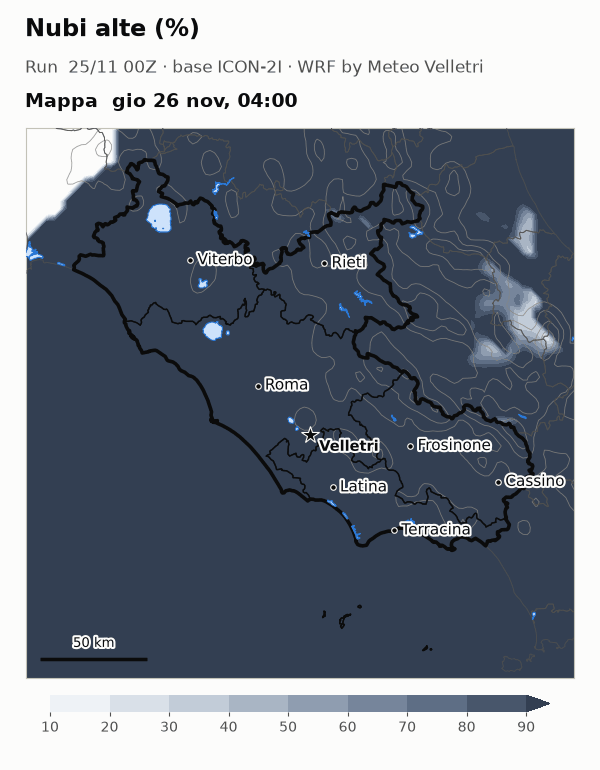 Nubi alte (%)
Run  25/11 00Z · base ICON-2I · WRF by Meteo Velletri
Mappa  gio 26 nov, 04:00
Viterbo
Rieti
Roma
Velletri
Frosinone
Latina
Cassino
Terracina
50 km
10 20 30 40 50 60 70 80 90